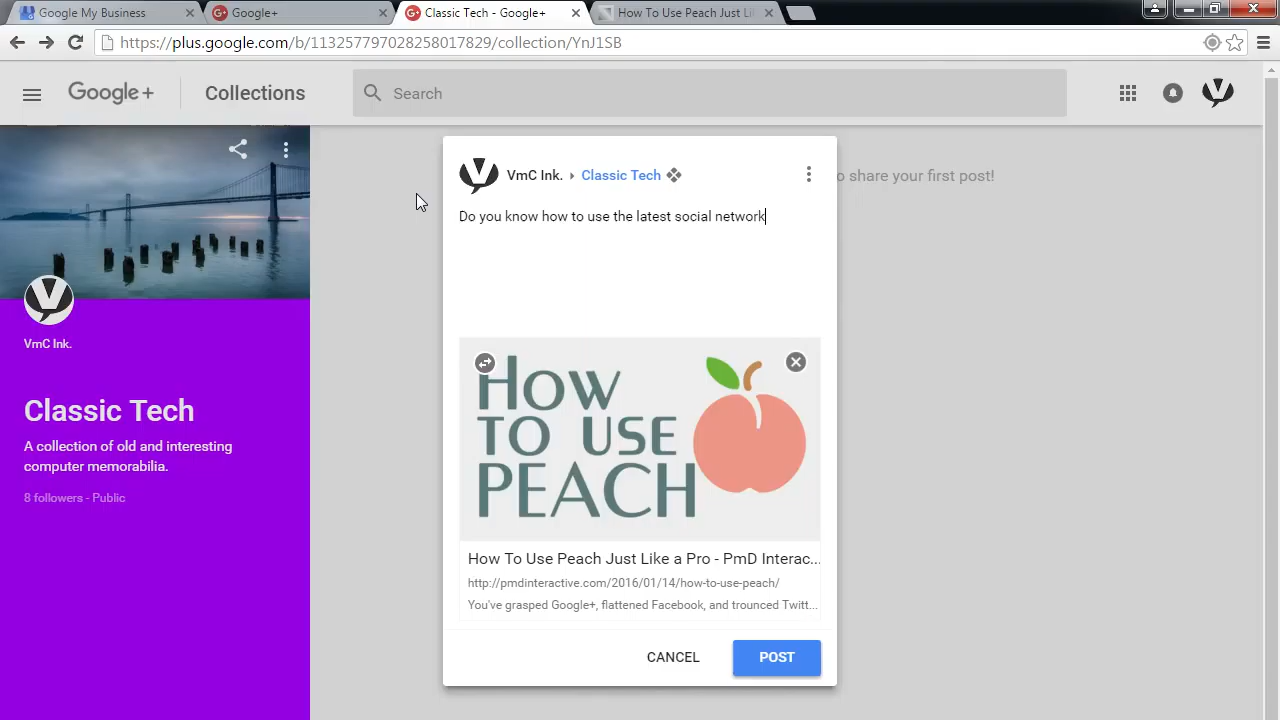 Google My Business
Google+
Classic Tech - Google+
How To Use Peach Just Li
https://plus.google.com/b/113257797028258017829/collection/YnJ1SB
Google+
Collections
Search
VmC Ink.
Classic Tech
A collection of old and interesting
computer memorabilia.
8 followers - Public
VmC Ink. Classic Tech
Do you know how to use the latest social network
HOW
TO USE
PEACH
How To Use Peach Just Like a Pro - PmD Interac...
http://pmdinteractive.com/2016/01/14/how-to-use-peach/
You've grasped Google+, flattened Facebook, and trounced Twitt...
CANCEL
POST
o share your first post!